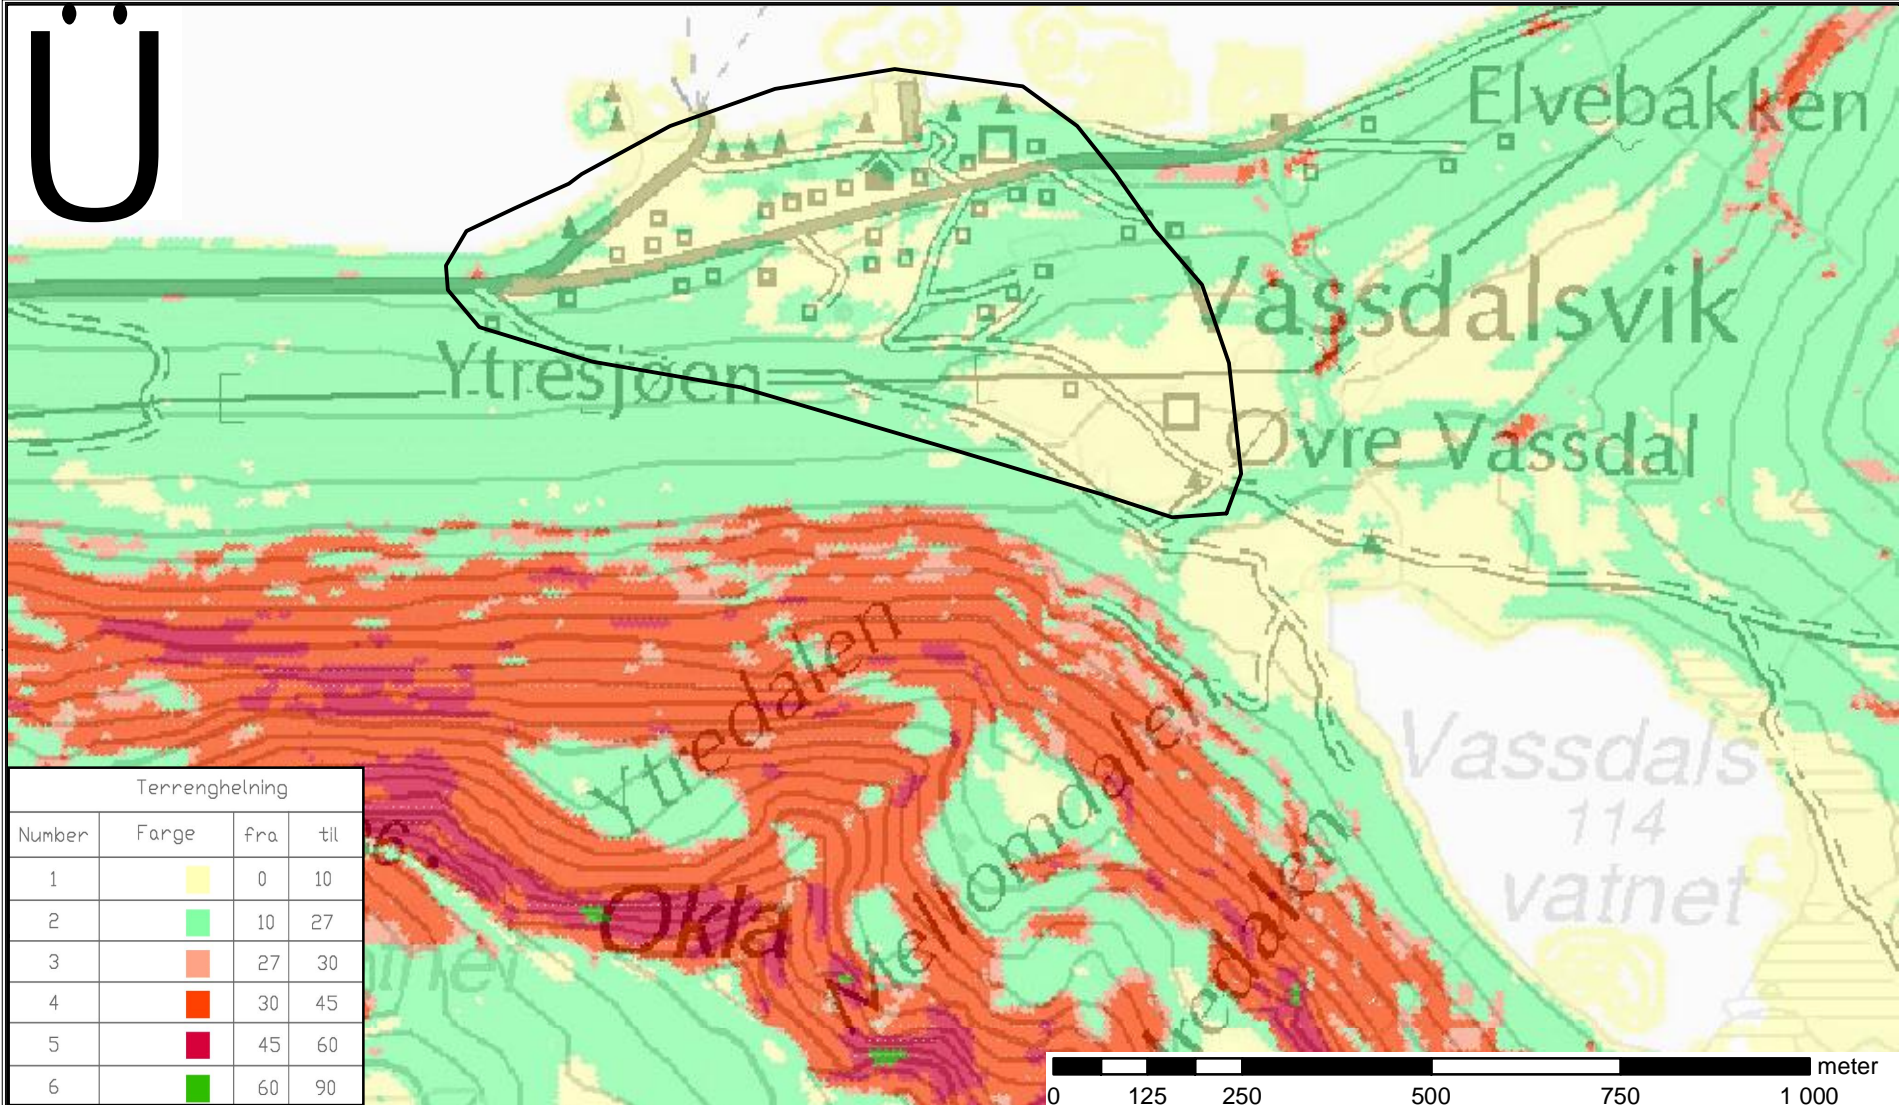 Ü
Elvebakken
Vassdalsvik
Ytresjøen
Øvre Vassdal
Ytredalen
Mellomdalen
Okla
Vassdals
114
vatnet
Terrenghelning
Number Farge fra til
1 0 10
2 10 27
3 27 30
4 30 45
5 45 60
6 60 90
meter
0 125 250 500 750 1 000